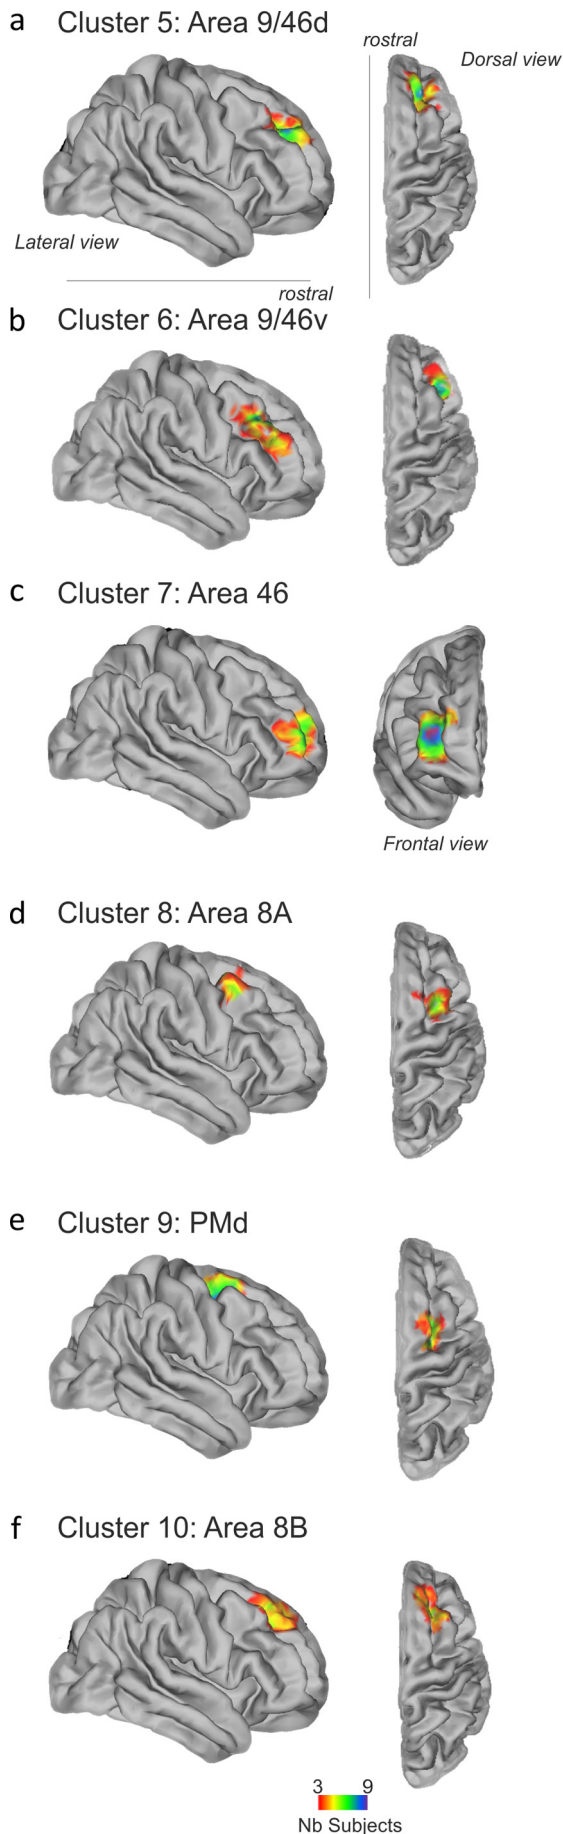 a Cluster 5: Area 9/46d
rostral
Dorsal view
Lateral view
rostral
b Cluster 6: Area 9/46v
c Cluster 7: Area 46
Frontal view
d Cluster 8: Area 8A
e Cluster 9: PMd
f Cluster 10: Area 8B
3 9
Nb Subjects